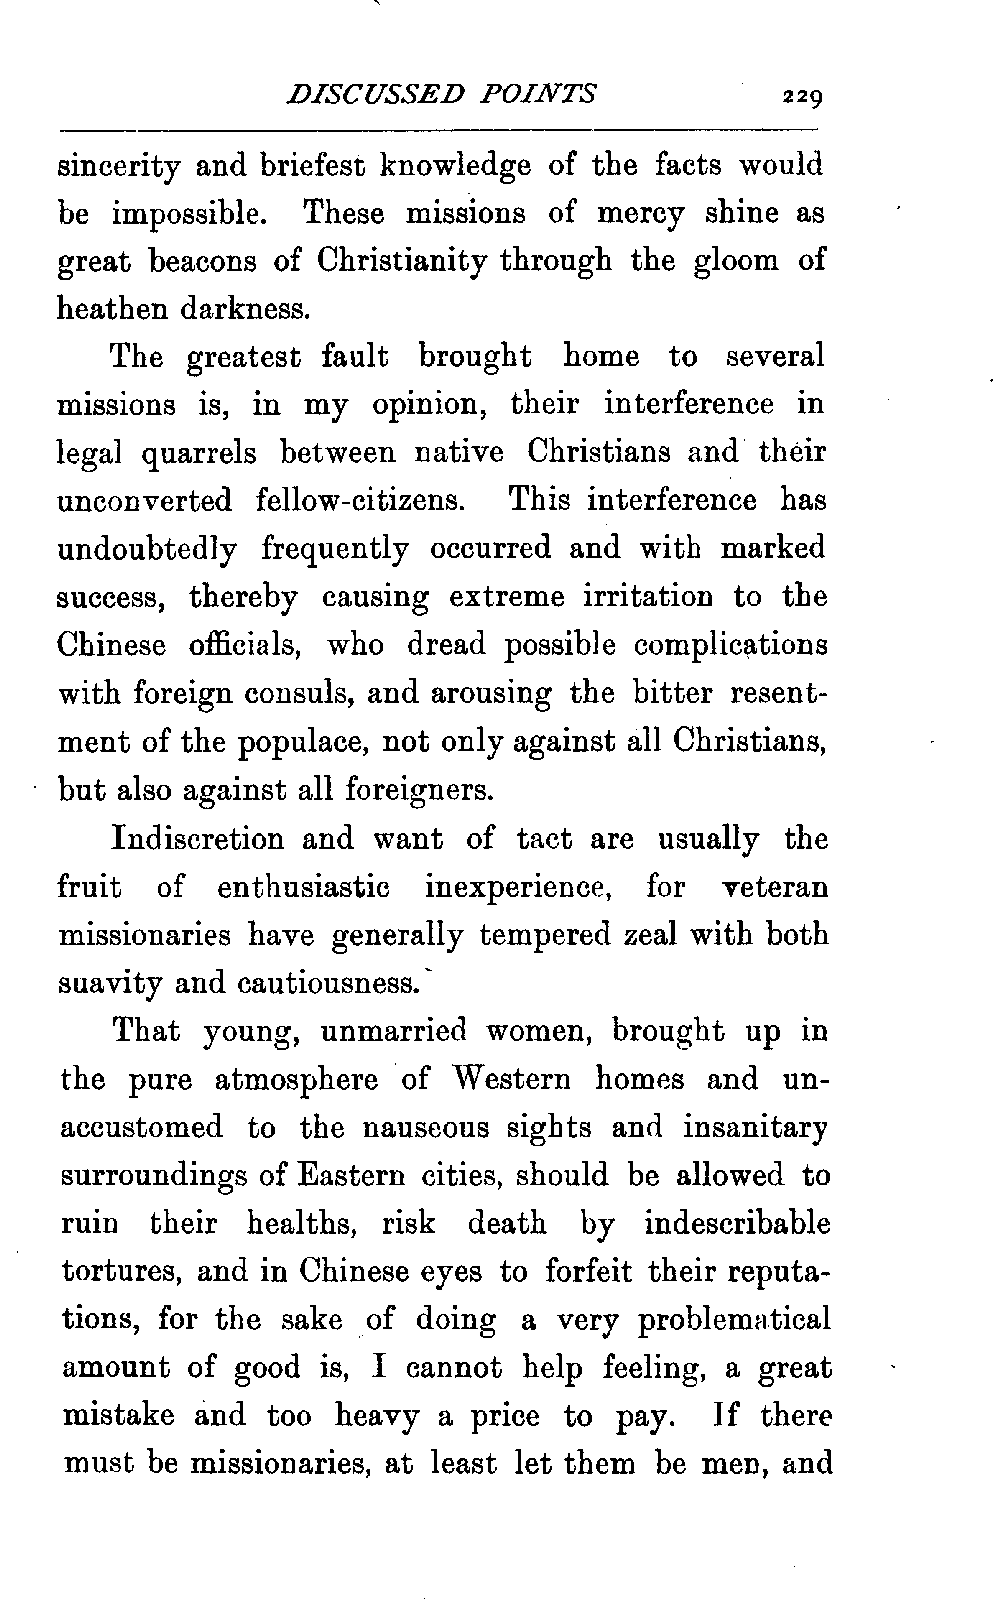 DISCUSSED POINTS 229
sincerity and briefest knowledge of the facts would
be impossible. These missions of mercy shine as
great beacons of Christianity through the gloom of
heathen darkness.
The greatest fault brought home to several
missions is, in my opinion, their interference in
legal quarrels between native Christians and their
unconverted fellow-citizens. This interference has
undoubtedly frequently occurred and with marked
success, thereby causing extreme irritation to the
Chinese officials, who dread possible complications
with foreign consuls, and arousing the bitter resent-
ment of the populace, not only against all Christians,
but also against all foreigners.
Indiscretion and want of tact are usually the
fruit of enthusiastic inexperience, for veteran
missionaries have generally tempered zeal with both
suavity and cautiousness.
That young, unmarried women, brought up in
the pure atmosphere of Western homes and un-
accustomed to the nauseous sights and insanitary
surroundings of Eastern cities, should be allowed to
ruin their healths, risk death by indescribable
tortures, and in Chinese eyes to forfeit their reputa-
tions, for the sake of doing a very problematical
amount of good is, I cannot help feeling, a great
mistake and too heavy a price to pay. If there
must be missionaries, at least let them be men, and